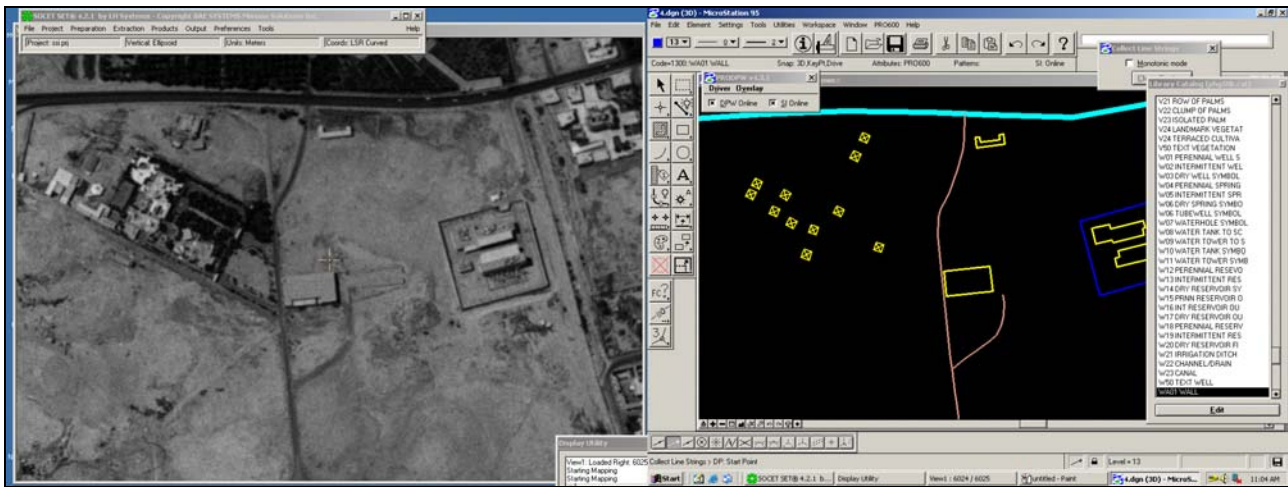 SOCET SET® 4.2.1 by LH Systems - Copyright BAE SYSTEMS Mission Solutions Inc.
File Project Preparation Extraction Products Output Preferences Tools Help
Project: ssi.prj Vertical: Ellipsoid Units: Meters Coords: LSR Curved
4.dgn (3D) - MicroStation 95
File Edit Element Settings Tools Utilities Workspace Window PRO600 Help
13 0 2
Collect Line Strings
Monotonic mode
Code=1300::WA01 WALL Snap: 3D,KeyPt,Dove Attributes: PRO600 Patterns: SI: Online
PRODPW v4.3.1
Driver Overlay
DPW Online SI Online
V21 ROW OF PALMS
V22 CLUMP OF PALMS
V23 ISOLATED PALM
V24 LANDMARK VEGETAT
V24 TERRACED CULTIVA
V50 TEXT VEGETATION
W01 PERENNIAL WELL S
W02 INTERMITTENT WEL
W03 DRY WELL SYMBOL
W04 PERENNIAL SPRING
W05 INTERMITTENT SPR
W06 DRY SPRING SYMBO
W06 TUBEWELL SYMBOL
W07 WATERHOLE SYMBOL
W08 WATER TANK TO SC
W09 WATER TOWER TO S
W10 WATER TANK SYMBO
W11 WATER TOWER SYMB
W12 PERENNIAL RESEVO
W13 INTERMITTENT RES
W14 DRY RESERVOIR SY
W15 PRNN RESERVOIR O
W16 INT RESERVOIR OU
W17 DRY RESERVOIR OU
W18 PERENNIAL RESERV
W19 INTERMITTENT RES
W20 DRY RESERVOIR FI
W21 IRRIGATION DITCH
W22 CHANNEL/DRAIN
W23 CANAL
W50 TEXT WELL
WA01 WALL
Edit
Display Utility
View1: Loaded Right: 6025
Starting Mapping
Starting Mapping
Collect Line Strings > DP: Start Point
Level=13
Start SOCET SET® 4.2.1 b... Display Utility View1 : 6024 / 6025 untitled - Paint 4.dgn (3D) - MicroS... 11:04 AM